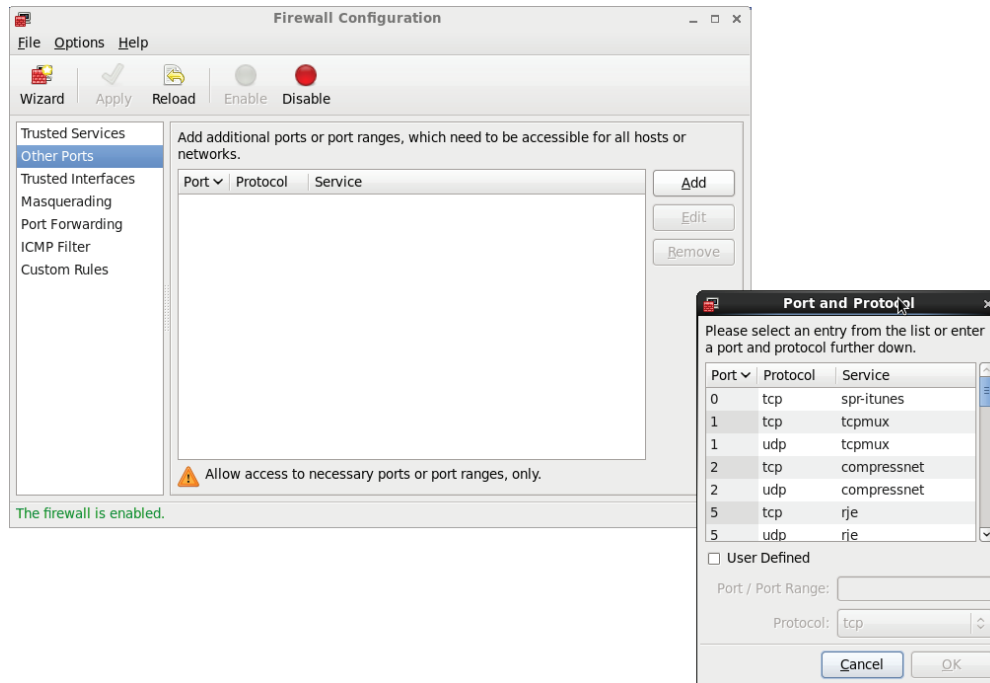 Firewall Configuration
File Options Help
Wizard Apply Reload Enable Disable
Trusted Services
Other Ports
Trusted Interfaces
Masquerading
Port Forwarding
ICMP Filter
Custom Rules
Add additional ports or port ranges, which need to be accessible for all hosts or
networks.
Port Protocol Service
Add
Edit
Remove
Allow access to necessary ports or port ranges, only.
The firewall is enabled.
Port and Protocol
Please select an entry from the list or enter
a port and protocol further down.
Port Protocol Service
0 tcp spr-itunes
1 tcp tcpmux
1 udp tcpmux
2 tcp compressnet
2 udp compressnet
5 tcp rje
5 udp rje
User Defined
Port / Port Range:
Protocol: tcp
Cancel OK